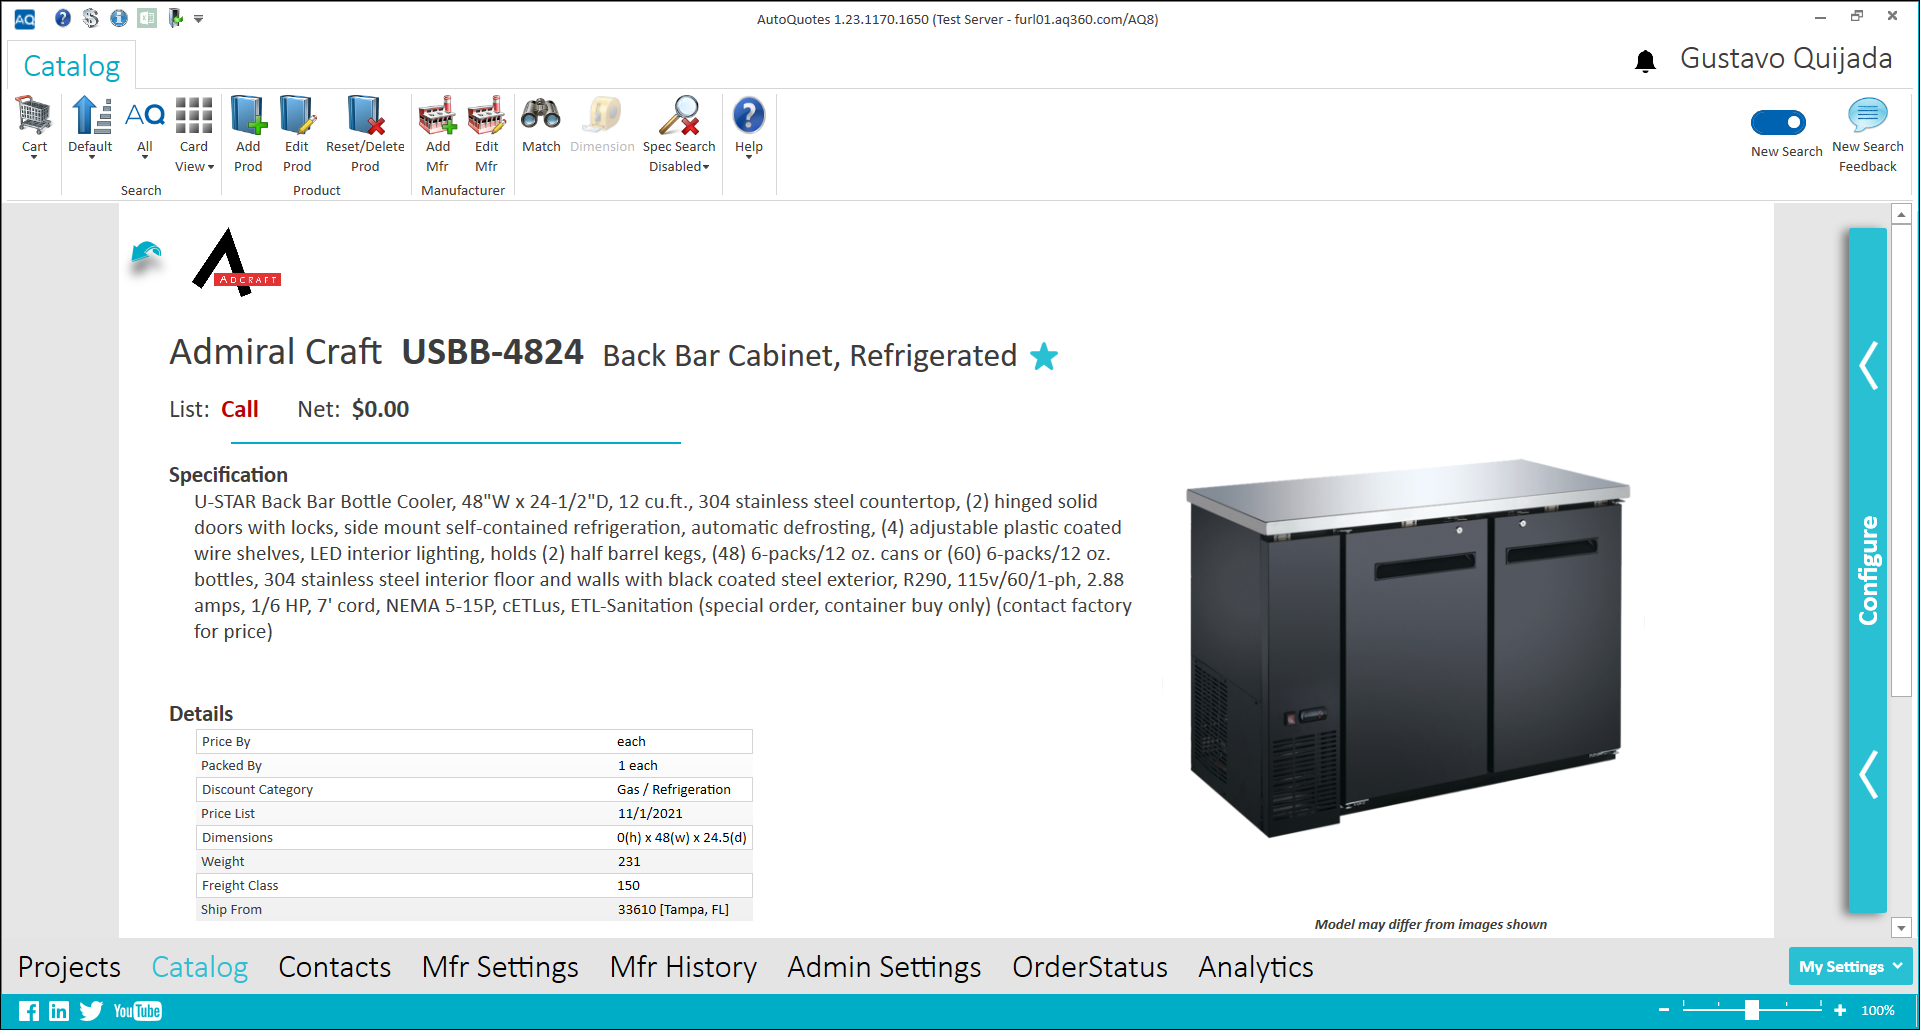 AQ
AutoQuotes 1.23.1170.1650 (Test Server - furl01.aq360.com/AQ8)
Catalog
Gustavo Quijada
Cart
Default
AQ
All
Card
View
Search
Add
Prod
Edit
Prod
Reset/Delete
Prod
Product
Add
Mfr
Edit
Mfr
Manufacturer
Match
Dimension
Spec Search
Disabled
Help
New Search
New Search
Feedback
ADCRAFT
Admiral Craft USBB-4824 Back Bar Cabinet, Refrigerated
List: Call Net: $0.00
Specification
U-STAR Back Bar Bottle Cooler, 48"W x 24-1/2"D, 12 cu.ft., 304 stainless steel countertop, (2) hinged solid
doors with locks, side mount self-contained refrigeration, automatic defrosting, (4) adjustable plastic coated
wire shelves, LED interior lighting, holds (2) half barrel kegs, (48) 6-packs/12 oz. cans or (60) 6-packs/12 oz.
bottles, 304 stainless steel interior floor and walls with black coated steel exterior, R290, 115v/60/1-ph, 2.88
amps, 1/6 HP, 7' cord, NEMA 5-15P, cETLus, ETL-Sanitation (special order, container buy only) (contact factory
for price)
Configure
Details
Price By each
Packed By 1 each
Discount Category Gas / Refrigeration
Price List 11/1/2021
Dimensions 0(h) x 48(w) x 24.5(d)
Weight 231
Freight Class 150
Ship From 33610 [Tampa, FL]
Model may differ from images shown
Projects Catalog Contacts Mfr Settings Mfr History Admin Settings OrderStatus Analytics
My Settings
YouTube
100%